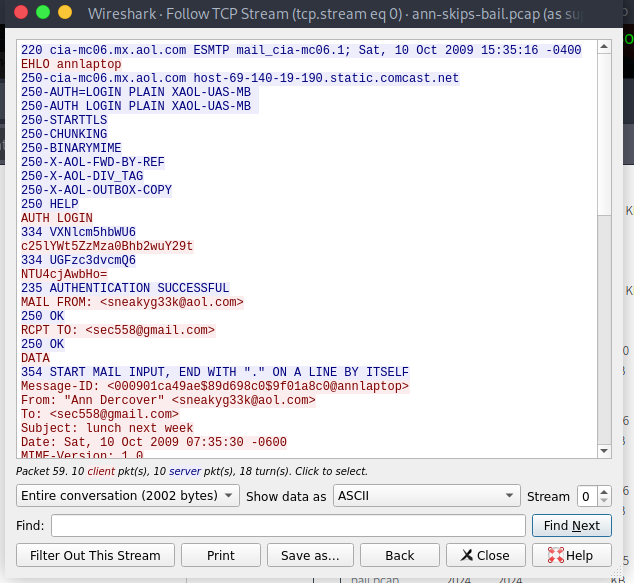 Wireshark · Follow TCP Stream (tcp.stream eq 0) · ann-skips-bail.pcap (as su
220 cia-mc06.mx.aol.com ESMTP mail_cia-mc06.1; Sat, 10 Oct 2009 15:35:16 -0400
EHLO annlaptop
250-cia-mc06.mx.aol.com host-69-140-19-190.static.comcast.net
250-AUTH=LOGIN PLAIN XAOL-UAS-MB
250-AUTH LOGIN PLAIN XAOL-UAS-MB
250-STARTTLS
250-CHUNKING
250-BINARYMIME
250-X-AOL-FWD-BY-REF
250-X-AOL-DIV_TAG
250-X-AOL-OUTBOX-COPY
250 HELP
AUTH LOGIN
334 VXNlcm5hbWU6
c25lYWt5ZzMza0Bhb2wuY29t
334 UGFzc3dvcmQ6
NTU4cjAwbHo=
235 AUTHENTICATION SUCCESSFUL
MAIL FROM: <sneakyg33k@aol.com>
250 OK
RCPT TO: <sec558@gmail.com>
250 OK
DATA
354 START MAIL INPUT, END WITH "." ON A LINE BY ITSELF
Message-ID: <000901ca49ae$89d698c0$9f01a8c0@annlaptop>
From: "Ann Dercover" <sneakyg33k@aol.com>
To: <sec558@gmail.com>
Subject: lunch next week
Date: Sat, 10 Oct 2009 07:35:30 -0600
MIME-Version: 1.0
Packet 59. 10 client pkt(s), 10 server pkt(s), 18 turn(s). Click to select.
Entire conversation (2002 bytes) Show data as ASCII Stream 0
Find: Find Next
Filter Out This Stream Print Save as... Back Close Help